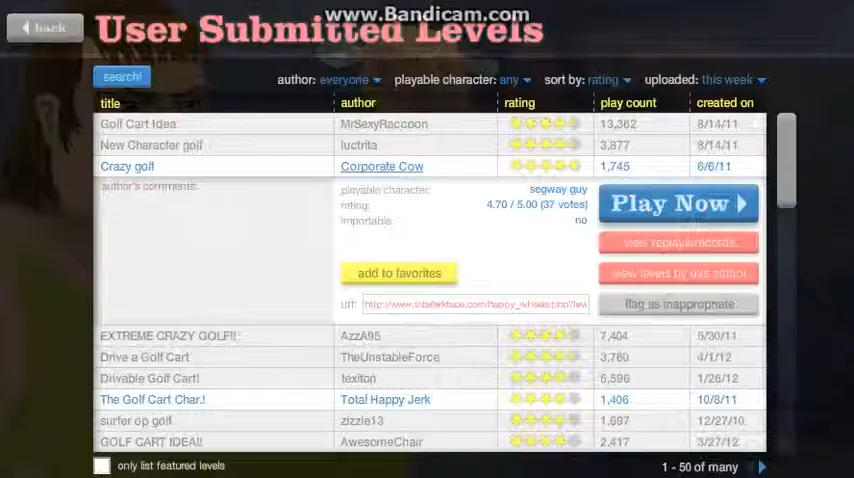 www.Bandicam.com
back
User Submitted Levels
search!
author: everyone playable character: any sort by: rating uploaded: this week
title author rating play count created on
Golf Cart Idea MrSexyRaccoon 13,362 8/14/11
New Character golf luctrita 3,877 8/14/11
Crazy golf Corporate Cow 1,745 6/6/11
author's comments:
playable character: segway guy
rating: 4.70 / 5.00 (37 votes)
importable: no
Play Now
view replays/records...
add to favorites
view levels by this author
url: http://www.totaljerkface.com/happy_wheels.php?lev
flag as inappropriate
EXTREME CRAZY GOLF!!: AzzA95 7,404 5/30/11
Drive a Golf Cart TheUnstableForce 3,760 4/1/12
Drivable Golf Cart! texiton 6,596 1/26/12
The Golf Cart Char.! Total Happy Jerk 1,406 10/8/11
surfer op golf zizzle13 1,697 12/27/10
GOLF CART IDEA!! AwesomeChair 2,417 3/27/12
only list featured levels
1 - 50 of many